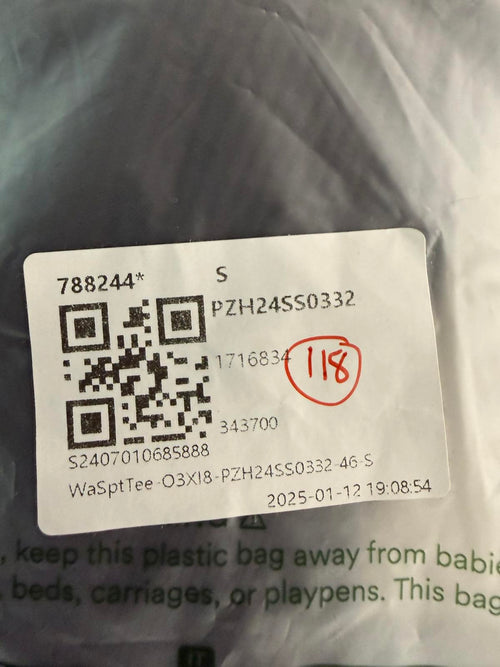 788244*
S
PZH24SS0332
1716834
118
343700
S2407010685888
WaSptTee-O3XI8-PZH24SS0332-46-S
2025-01-12 19:08:54
, keep this plastic bag away from babie
beds, carriages, or playpens. This bag
IT